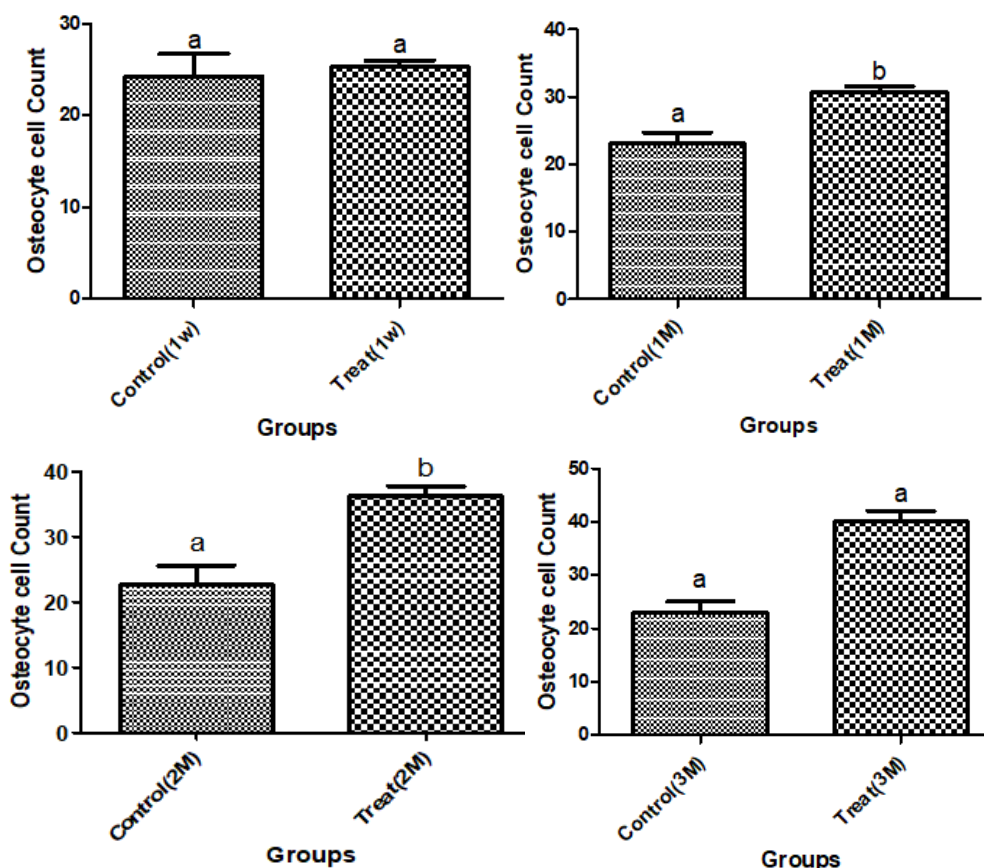 Osteocyte cell Count
30
20
10
0
a
a
Control(1w)
Treat(1w)
Groups
Osteocyte cell Count
40
30
20
10
0
a
b
Control(1M)
Treat(1M)
Groups
Osteocyte cell Count
40
30
20
10
0
a
b
Control(2M)
Treat(2M)
Groups
Osteocyte cell Count
50
40
30
20
10
0
a
a
Control(3M)
Treat(3M)
Groups